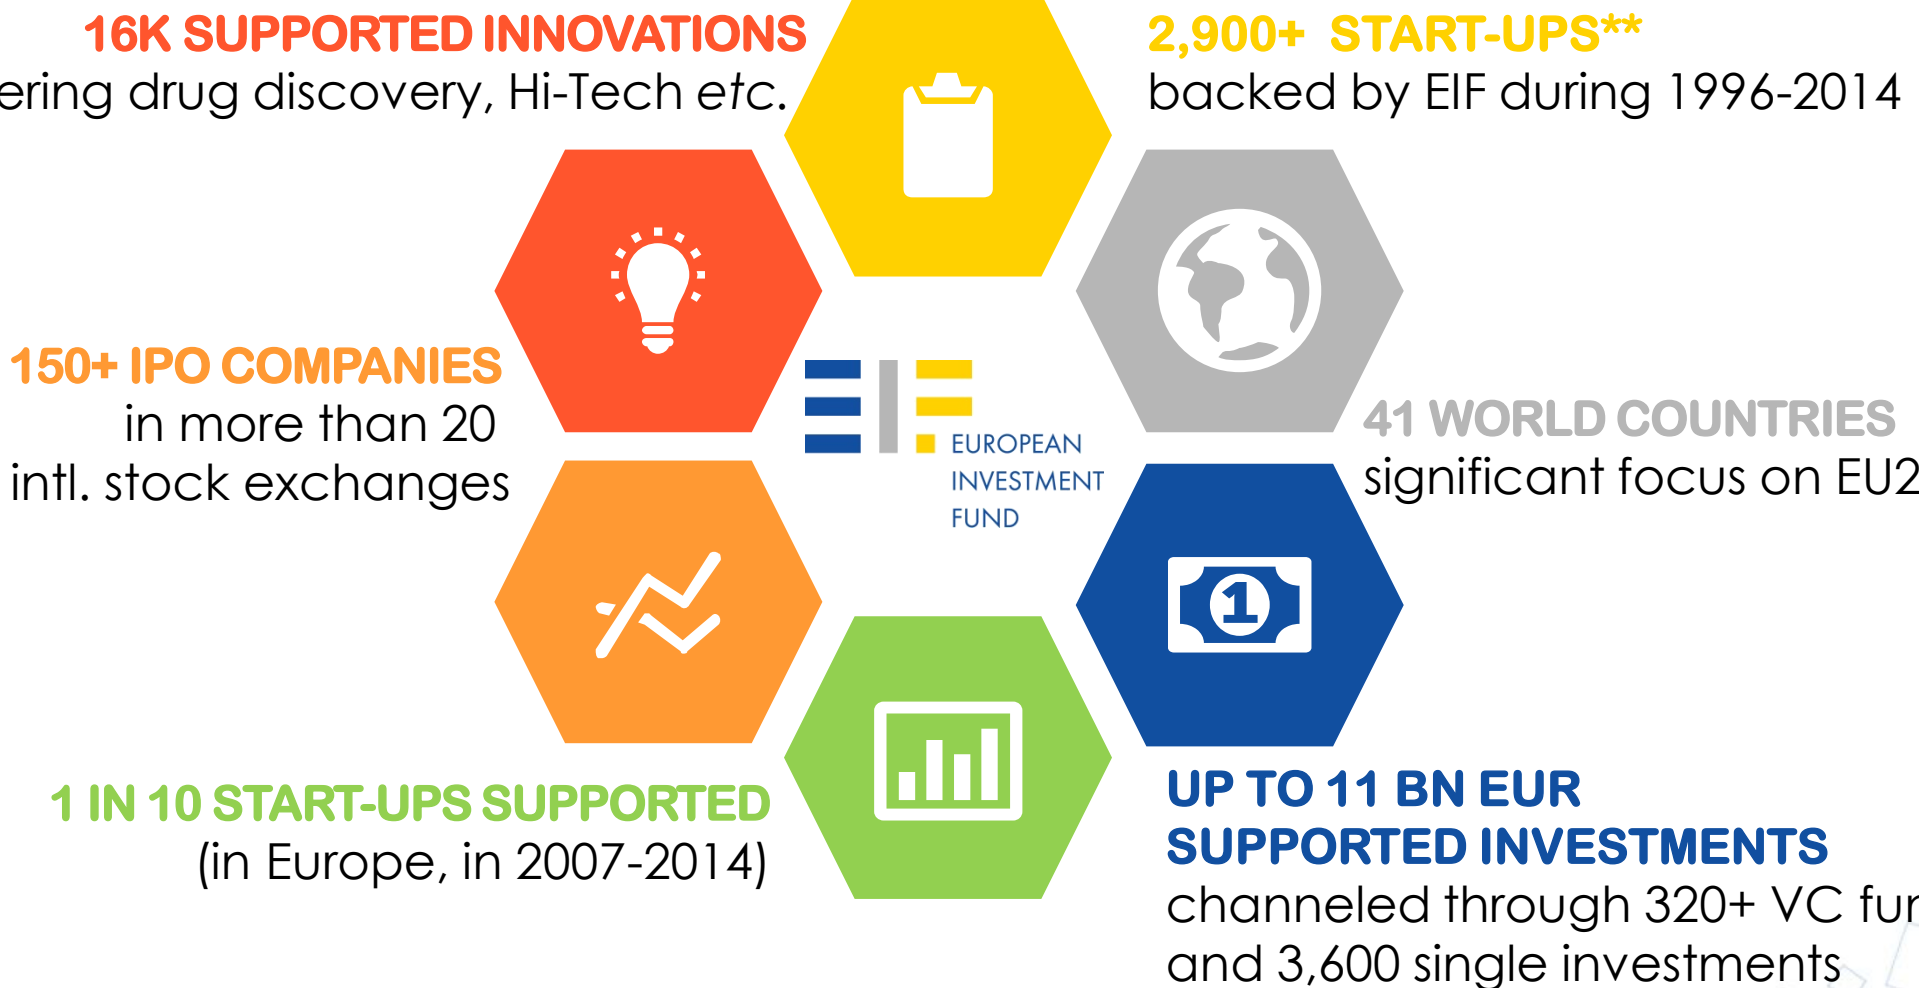 16K SUPPORTED INNOVATIONS
ering drug discovery, Hi-Tech etc.
2,900+ START-UPS**
backed by EIF during 1996-2014
150+ IPO COMPANIES
in more than 20
intl. stock exchanges
EUROPEAN
INVESTMENT
FUND
41 WORLD COUNTRIES
significant focus on EU2
1
1 IN 10 START-UPS SUPPORTED
(in Europe, in 2007-2014)
UP TO 11 BN EUR
SUPPORTED INVESTMENTS
channeled through 320+ VC fu
and 3,600 single investments